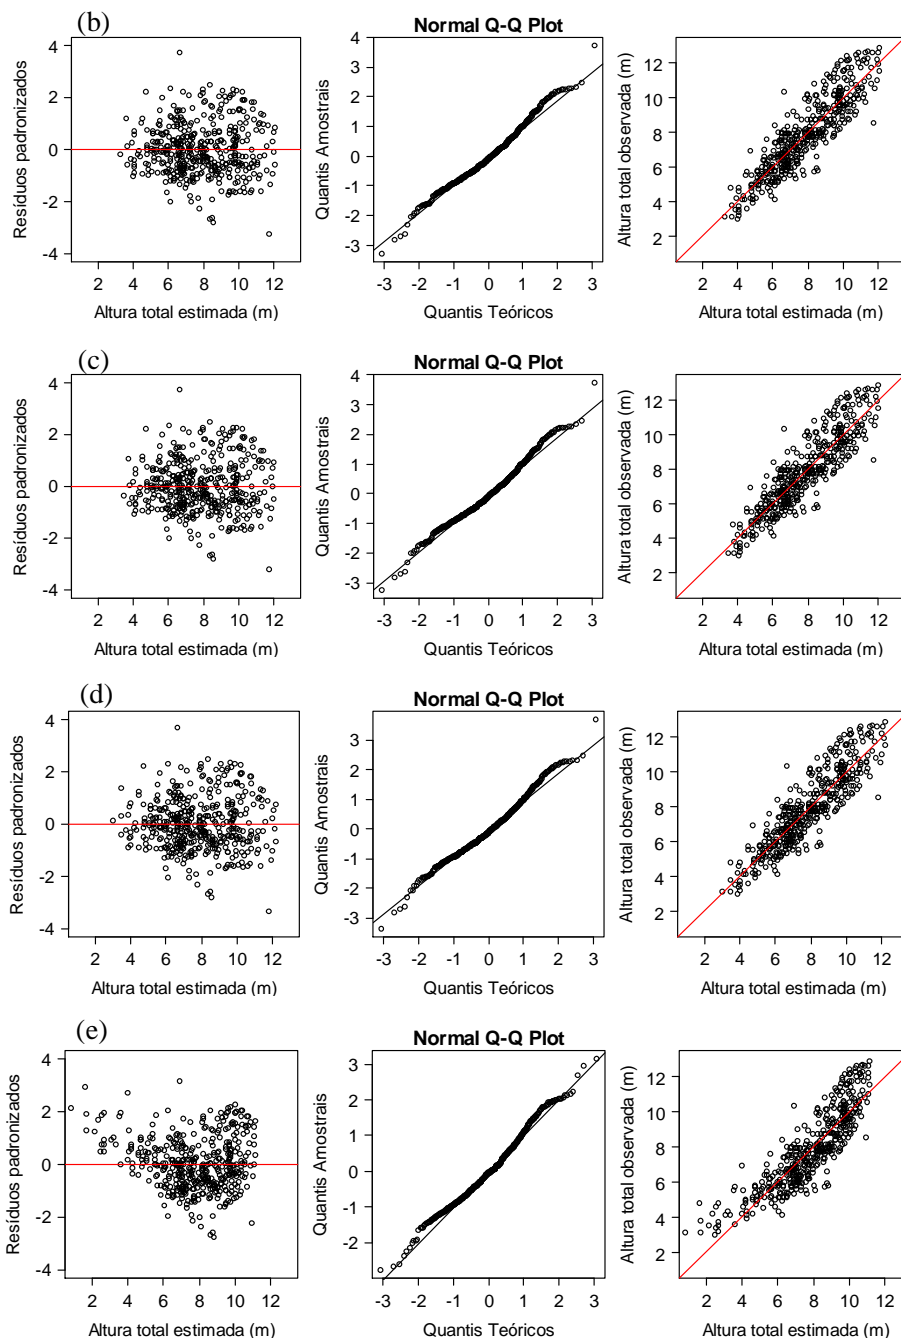 (b)
Normal Q-Q Plot
Resíduos padronizados
4
2
0
-2
-4
2 4 6 8 10 12
Altura total estimada (m)
Quantis Amostrais
3
2
1
0
-1
-2
-3
-3 -2 -1 0 1 2 3
Quantis Teóricos
Altura total observada (m)
12
10
8
6
4
2
2 4 6 8 10 12
Altura total estimada (m)
(c)
Normal Q-Q Plot
Resíduos padronizados
4
2
0
-2
-4
2 4 6 8 10 12
Altura total estimada (m)
Quantis Amostrais
4
3
2
1
0
-1
-2
-3
-3 -2 -1 0 1 2 3
Quantis Teóricos
Altura total observada (m)
12
10
8
6
4
2
2 4 6 8 10 12
Altura total estimada (m)
(d)
Normal Q-Q Plot
Resíduos padronizados
4
2
0
-2
-4
2 4 6 8 10 12
Altura total estimada (m)
Quantis Amostrais
3
2
1
0
-1
-2
-3
-3 -2 -1 0 1 2 3
Quantis Teóricos
Altura total observada (m)
12
10
8
6
4
2
2 4 6 8 10 12
Altura total estimada (m)
(e)
Normal Q-Q Plot
Resíduos padronizados
4
2
0
-2
-4
2 4 6 8 10 12
Altura total estimada (m)
Quantis Amostrais
3
2
1
0
-1
-2
-3 -2 -1 0 1 2 3
Quantis Teóricos
Altura total observada (m)
12
10
8
6
4
2
2 4 6 8 10 12
Altura total estimada (m)